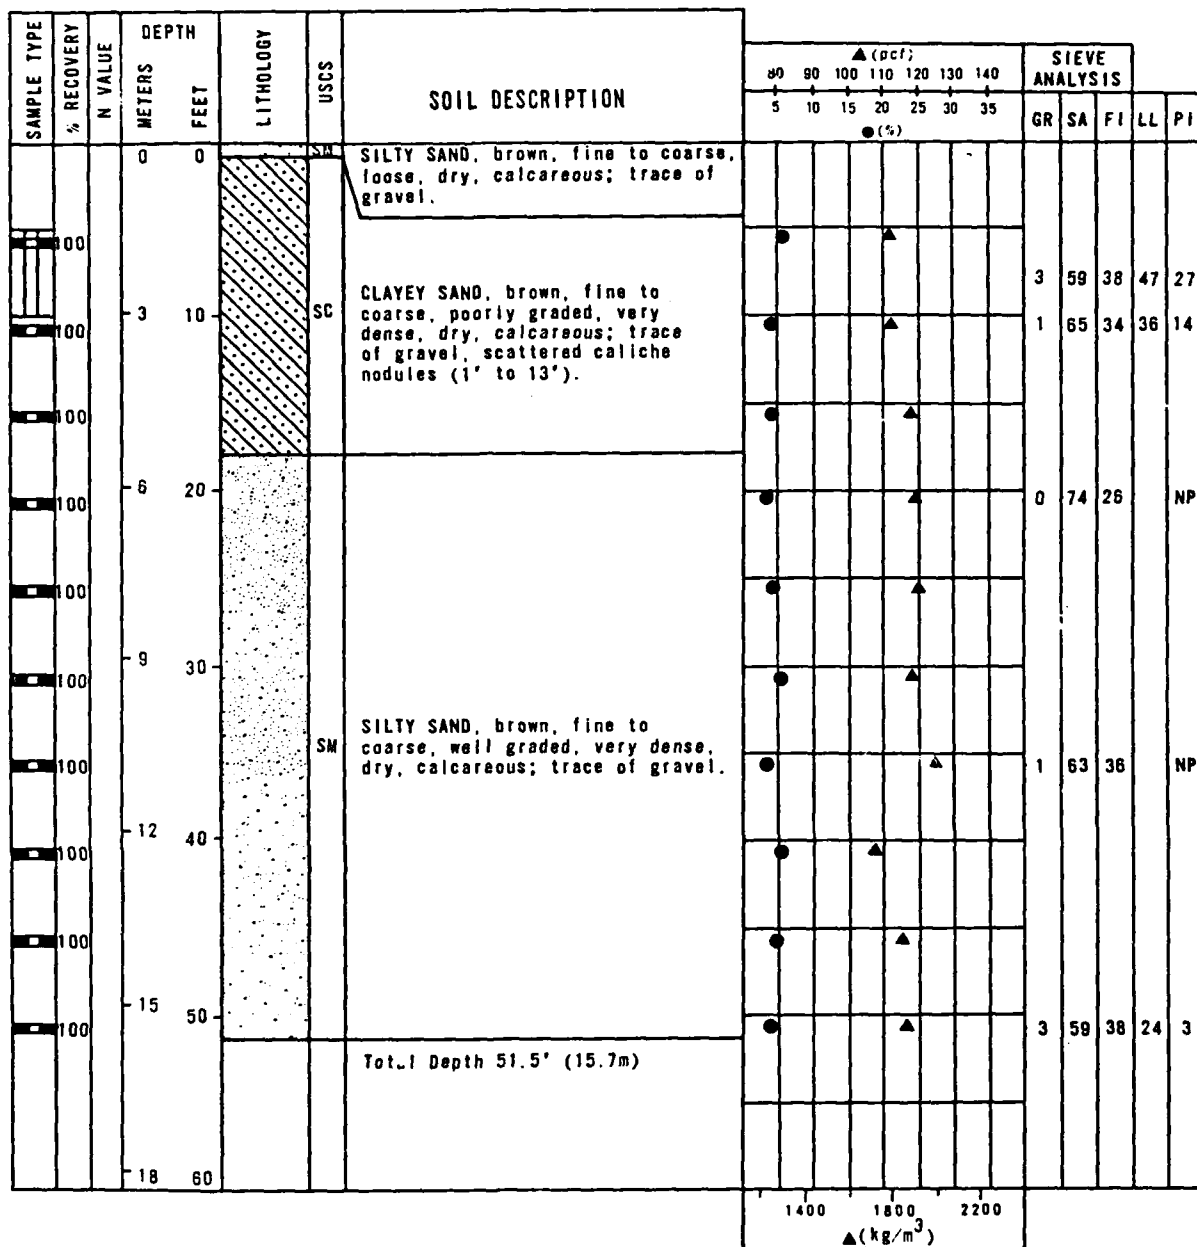 SAMPLE TYPE
% RECOVERY
N VALUE
DEPTH
METERS
FEET
LITHOLOGY
USCS
SOIL DESCRIPTION
▲(pcf)
80 90 100 110 120 130 140
5 10 15 20 25 30 35
●(%)
SIEVE
ANALYSIS
GR SA FI LL PI
0 0
SM
SILTY SAND, brown, fine to coarse,
loose, dry, calcareous; trace of
gravel.
100
3 59 38 47 27
SC
CLAYEY SAND, brown, fine to
coarse, poorly graded, very
dense, dry, calcareous; trace
of gravel, scattered caliche
nodules (1' to 13').
3 10
100
1 65 34 36 14
100
6 20
100
0 74 26 NP
100
9 30
100
SM
SILTY SAND, brown, fine to
coarse, well graded, very dense,
dry, calcareous; trace of gravel.
100
1 63 36 NP
12 40
100
100
15 50
100
3 59 38 24 3
Total Depth 51.5' (15.7m)
18 60
1400 1800 2200
▲(kg/m³)